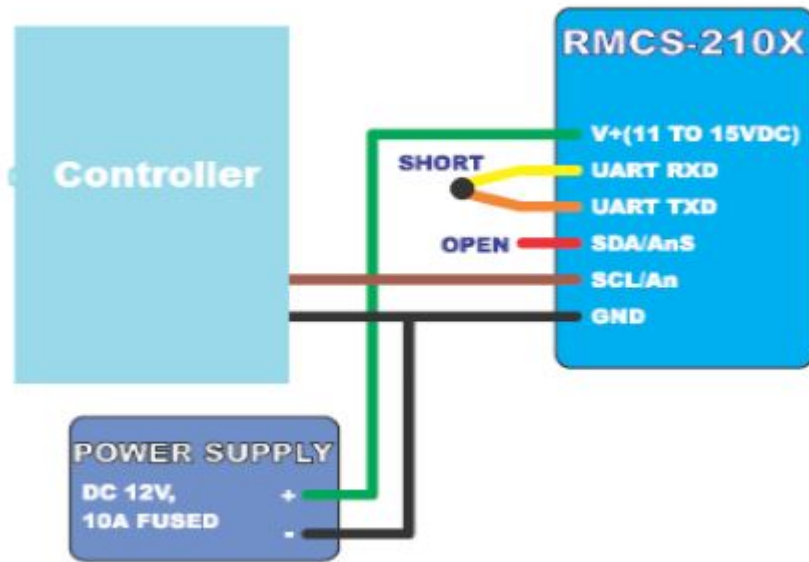 RMCS-210X
V+(11 TO 15VDC)
Controller
SHORT
UART RXD
UART TXD
OPEN
SDA/AnS
SCL/An
GND
POWER SUPPLY
DC 12V, +
10A FUSED -